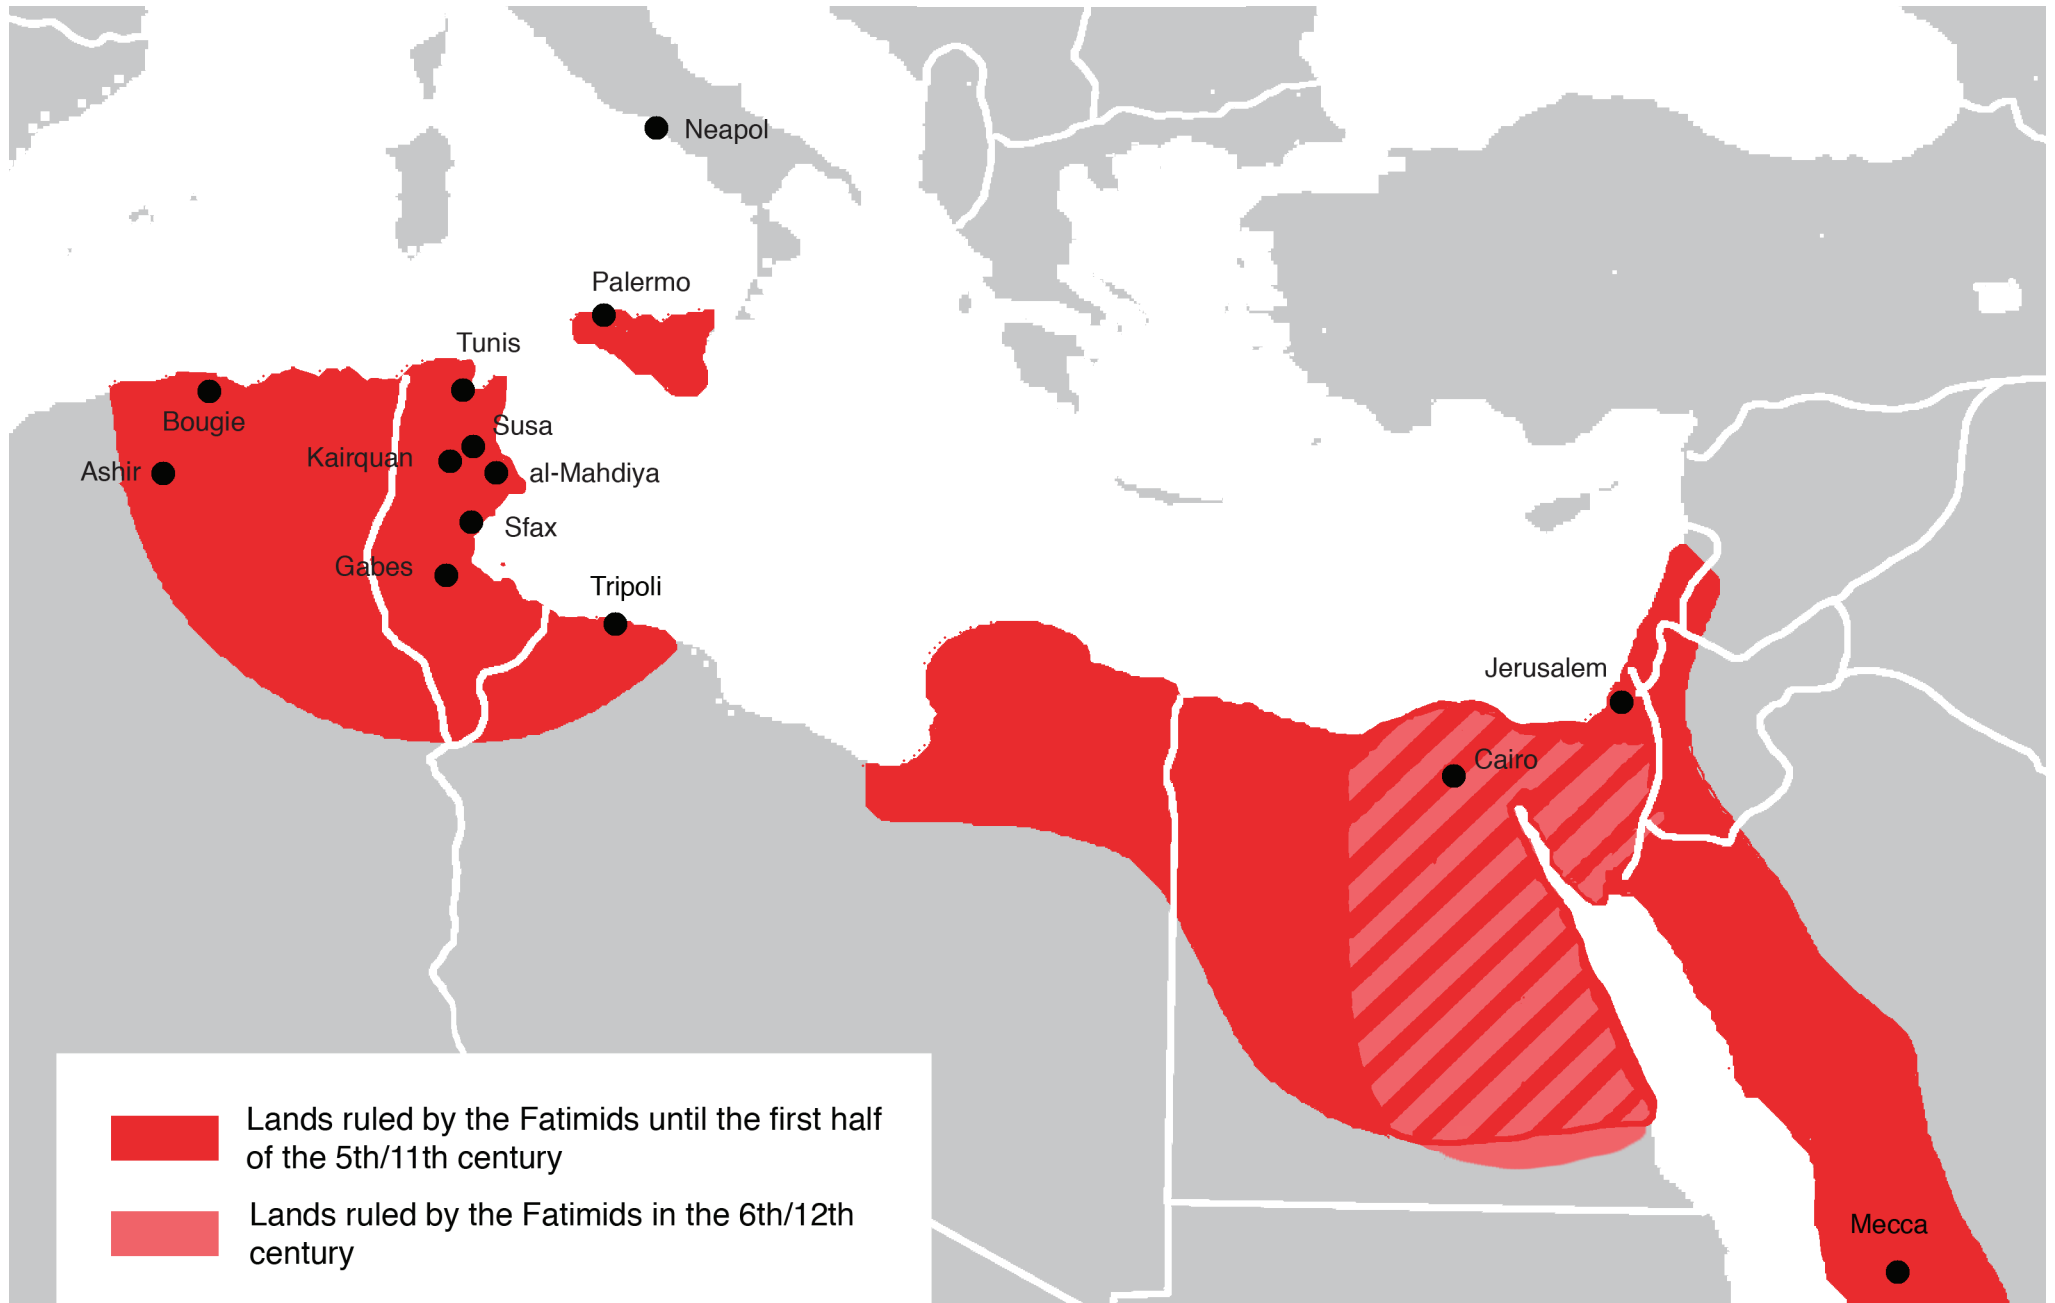 Neapol
Palermo
Tunis
Bougie
Susa
Kairquan
Ashir
al-Mahdiya
Sfax
Gabes
Tripoli
Jerusalem
Cairo
Mecca
Lands ruled by the Fatimids until the first half
of the 5th/11th century
Lands ruled by the Fatimids in the 6th/12th
century